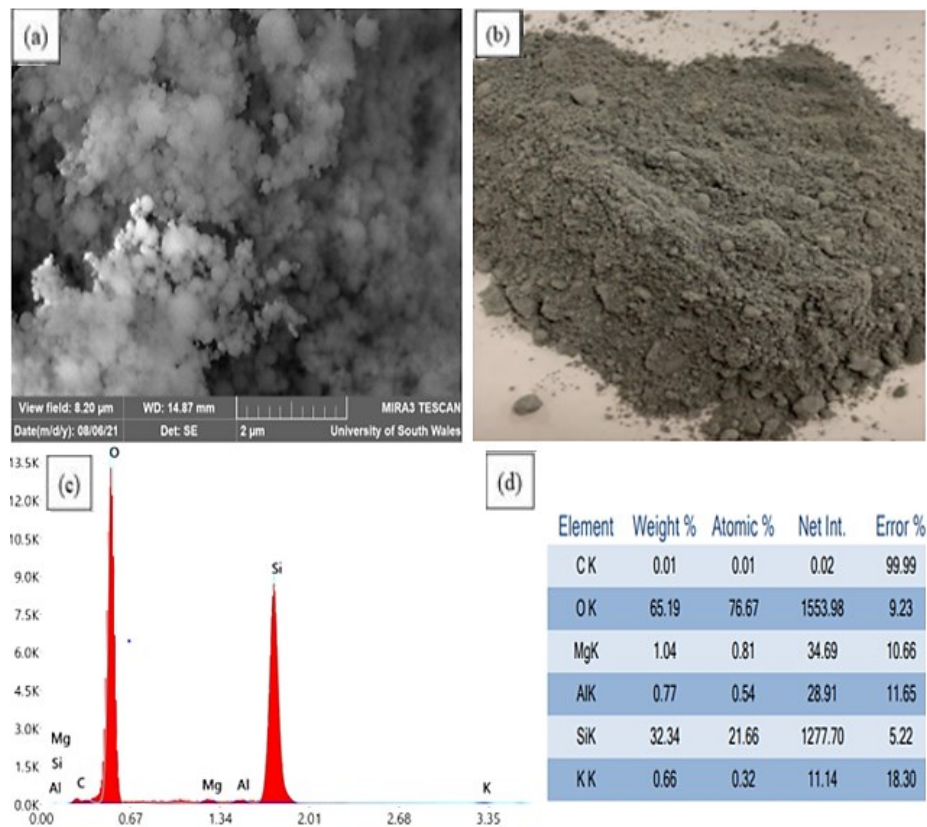 (a)
View field: 8.20 µm WD: 14.87 mm MIRA3 TESCAN
Date(m/d/y): 08/06/21 Det: SE 2 µm University of South Wales
(b)
(c)
13.5K
12.0K
10.5K
9.0K
7.5K
6.0K
4.5K
3.0K
1.5K
0.0K
O
Si
Mg
Si
Al
C
Mg
Al
K
0.00 0.67 1.34 2.01 2.68 3.35
(d)
Element Weight % Atomic % Net Int. Error %
C K 0.01 0.01 0.02 99.99
O K 65.19 76.67 1553.98 9.23
MgK 1.04 0.81 34.69 10.66
AlK 0.77 0.54 28.91 11.65
SiK 32.34 21.66 1277.70 5.22
K K 0.66 0.32 11.14 18.30